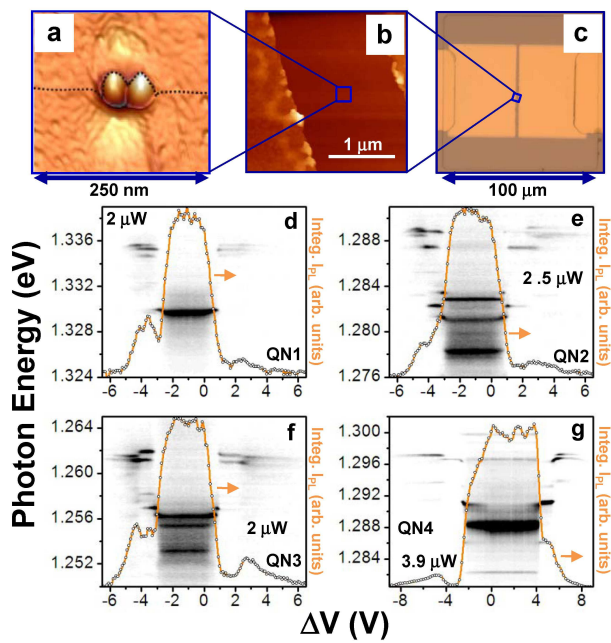 a
b
c
1 μm
250 nm
100 μm
Photon Energy (eV)
1.336
1.332
1.328
1.324
2 μW
d
QN1
-6 -4 -2 0 2 4 6
Integ. I_PL (arb. units)
1.288
1.284
1.280
1.276
e
2 .5 μW
QN2
-6 -4 -2 0 2 4 6
Integ. I_PL (arb. units)
1.264
1.260
1.256
1.250
f
2 μW
QN3
-6 -4 -2 0 2 4 6
Integ. I_PL (arb. units)
1.300
1.296
1.292
1.288
1.284
g
QN4
3.9 μW
-8 -4 0 4 8
Integ. I_PL (arb. units)
ΔV (V)